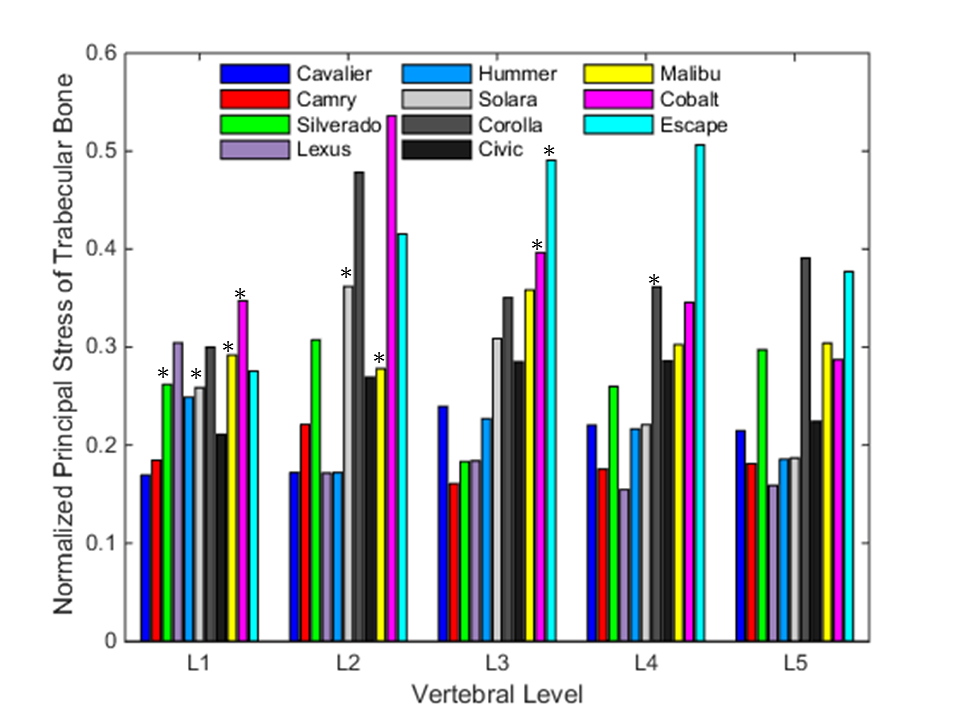 Normalized Principal Stress of Trabecular Bone
0.6
0.5
0.4
0.3
0.2
0.1
0
Cavalier Hummer Malibu
Camry Solara Cobalt
Silverado Corolla Escape
Lexus Civic
*
*
*
*
*
*
*
*
*
L1 L2 L3 L4 L5
Vertebral Level